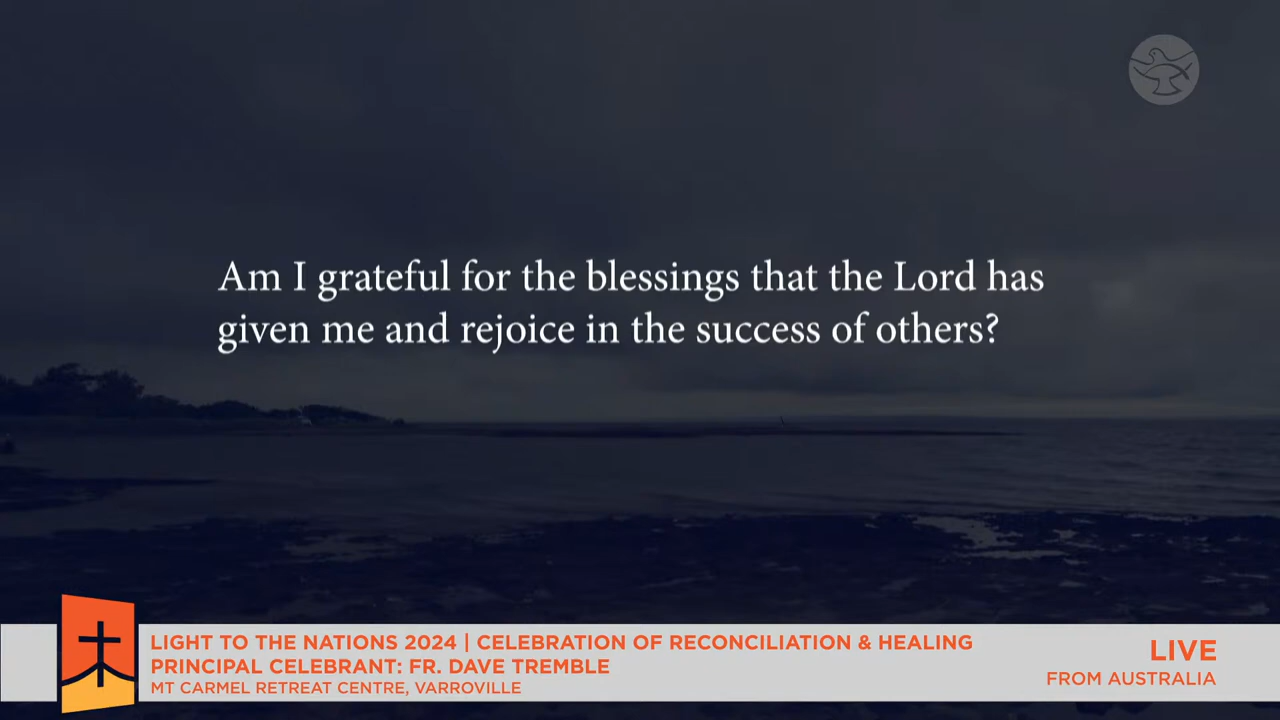 Am I grateful for the blessings that the Lord has
given me and rejoice in the success of others?
LIGHT TO THE NATIONS 2024 | CELEBRATION OF RECONCILIATION & HEALING
PRINCIPAL CELEBRANT: FR. DAVE TREMBLE
MT CARMEL RETREAT CENTRE, VARROVILLE
LIVE
FROM AUSTRALIA